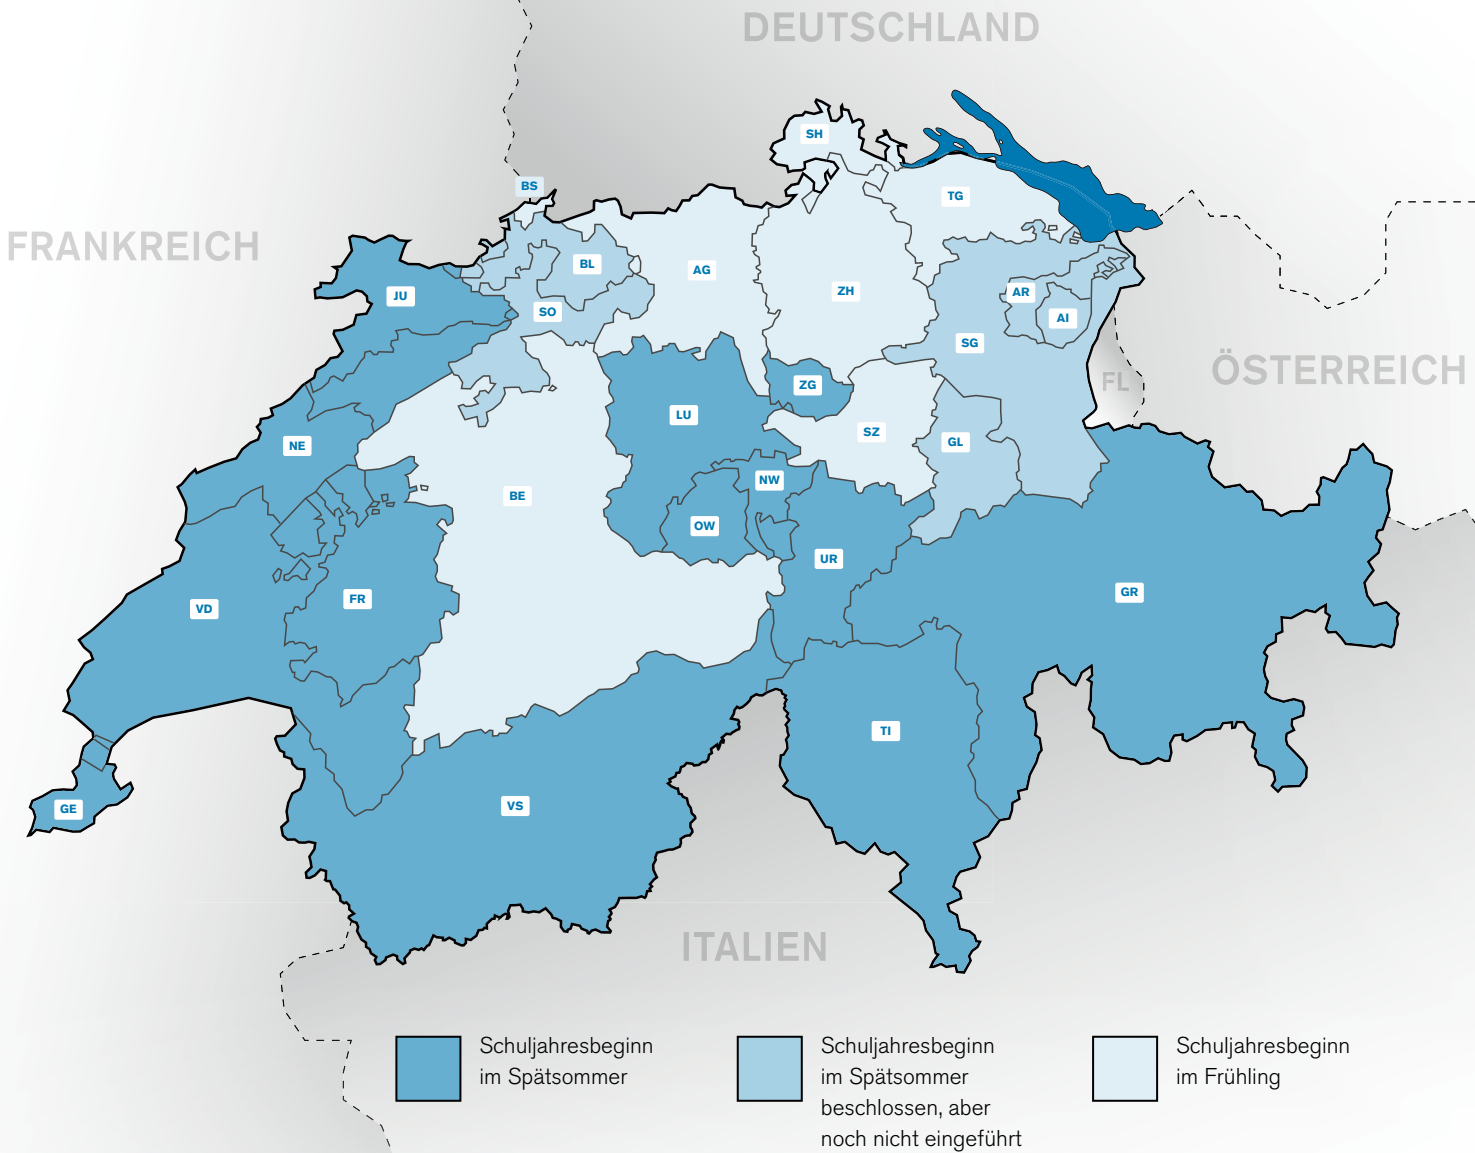 DEUTSCHLAND
SH
BS
TG
FRANKREICH
BL
AG
JU
ZH
AR
SO
AI
SG
ÖSTERREICH
FL
ZG
LU
SZ
GL
NE
NW
BE
OW
UR
GR
FR
VD
TI
VS
GE
ITALIEN
Schuljahresbeginn
im Spätsommer
Schuljahresbeginn
im Spätsommer
beschlossen, aber
noch nicht eingeführt
Schuljahresbeginn
im Frühling